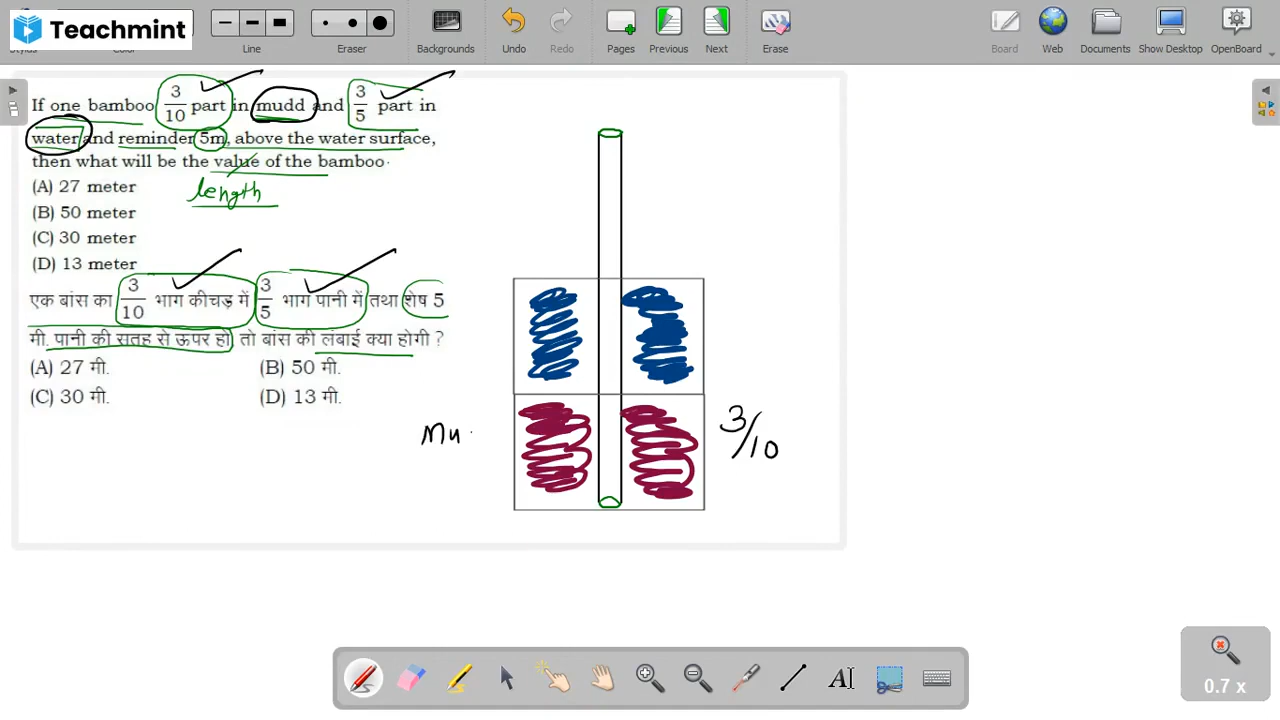 Teachmint
Styles
Color
Line
Eraser
Backgrounds
Undo
Redo
Pages
Previous
Next
Erase
Board
Web
Documents
Show Desktop
OpenBoard
If one bamboo 3/10 part in mudd and 3/5 part in
water and reminder 5m, above the water surface,
then what will be the value of the bamboo
length
(A) 27 meter
(B) 50 meter
(C) 30 meter
(D) 13 meter
एक बांस का 3/10 भाग कीचड़ में 3/5 भाग पानी में तथा शेष 5
मी. पानी की सतह से ऊपर हो तो बांस की लंबाई क्या होगी ?
(A) 27 मी. (B) 50 मी.
(C) 30 मी. (D) 13 मी.
Mu
3/10
0.7 x